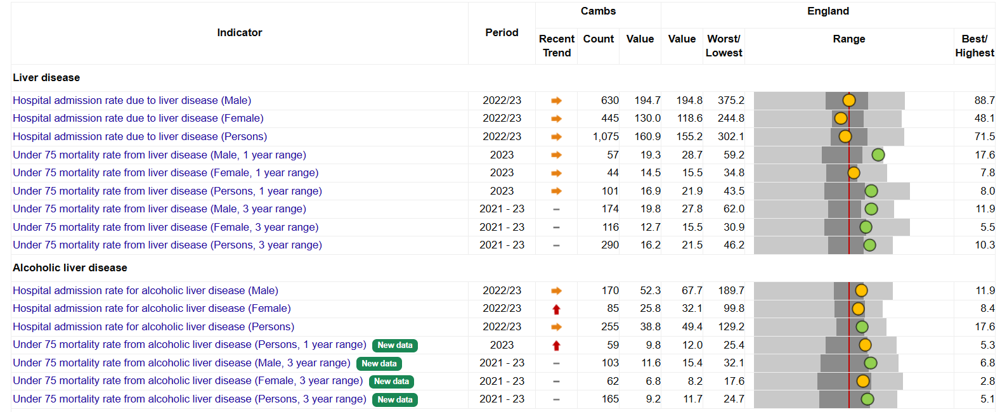 Indicator Period Cambs England
Recent Trend Count Value Value Worst/ Lowest Range Best/ Highest
Liver disease
Hospital admission rate due to liver disease (Male) 2022/23 630 194.7 194.8 375.2 88.7
Hospital admission rate due to liver disease (Female) 2022/23 445 130.0 118.6 244.8 48.1
Hospital admission rate due to liver disease (Persons) 2022/23 1,075 160.9 155.2 302.1 71.5
Under 75 mortality rate from liver disease (Male, 1 year range) 2023 57 19.3 28.7 59.2 17.6
Under 75 mortality rate from liver disease (Female, 1 year range) 2023 44 14.5 15.5 34.8 7.8
Under 75 mortality rate from liver disease (Persons, 1 year range) 2023 101 16.9 21.9 43.5 8.0
Under 75 mortality rate from liver disease (Male, 3 year range) 2021 - 23 – 174 19.8 27.8 62.0 11.9
Under 75 mortality rate from liver disease (Female, 3 year range) 2021 - 23 – 116 12.7 15.5 30.9 5.5
Under 75 mortality rate from liver disease (Persons, 3 year range) 2021 - 23 – 290 16.2 21.5 46.2 10.3
Alcoholic liver disease
Hospital admission rate for alcoholic liver disease (Male) 2022/23 170 52.3 67.7 189.7 11.9
Hospital admission rate for alcoholic liver disease (Female) 2022/23 85 25.8 32.1 99.8 8.4
Hospital admission rate for alcoholic liver disease (Persons) 2022/23 255 38.8 49.4 129.2 17.6
Under 75 mortality rate from alcoholic liver disease (Persons, 1 year range) New data 2023 59 9.8 12.0 25.4 5.3
Under 75 mortality rate from alcoholic liver disease (Male, 3 year range) New data 2021 - 23 – 103 11.6 15.4 32.1 6.8
Under 75 mortality rate from alcoholic liver disease (Female, 3 year range) New data 2021 - 23 – 62 6.8 8.2 17.6 2.8
Under 75 mortality rate from alcoholic liver disease (Persons, 3 year range) New data 2021 - 23 – 165 9.2 11.7 24.7 5.1